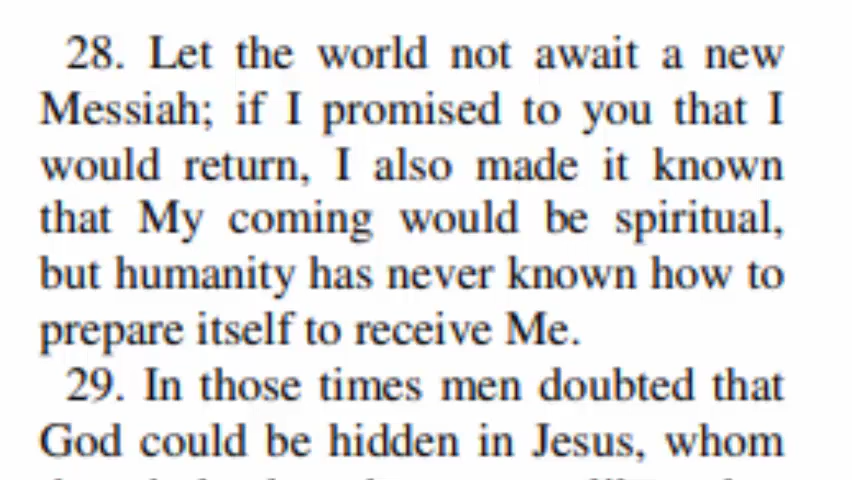 28. Let the world not await a new
Messiah; if I promised to you that I
would return, I also made it known
that My coming would be spiritual,
but humanity has never known how to
prepare itself to receive Me.
29. In those times men doubted that
God could be hidden in Jesus, whom